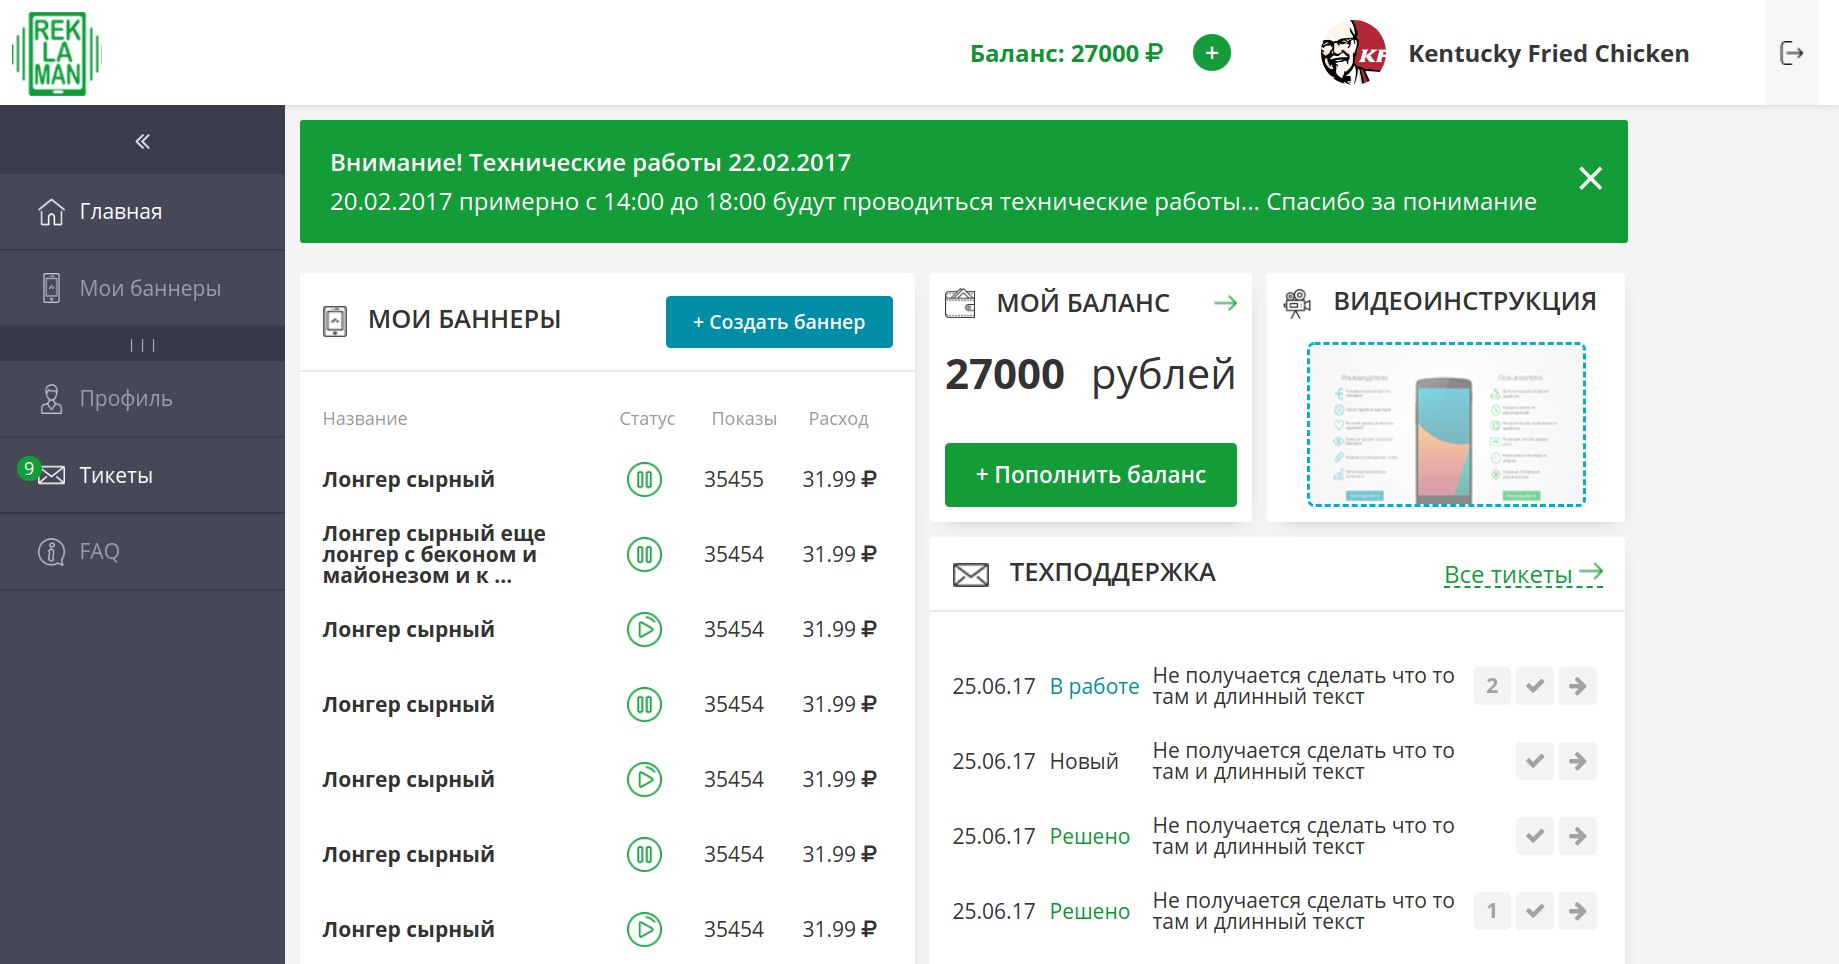 REK
LA
MAN
Баланс: 27000 ₽
+
KF
Kentucky Fried Chicken
Главная
Мои баннеры
Профиль
9
Тикеты
FAQ
Внимание! Технические работы 22.02.2017
20.02.2017 примерно с 14:00 до 18:00 будут проводиться технические работы... Спасибо за понимание
МОИ БАННЕРЫ
+ Создать баннер
Название Статус Показы Расход
Лонгер сырный 35455 31.99 ₽
Лонгер сырный еще
лонгер с беконом и
майонезом и к ...
35454 31.99 ₽
Лонгер сырный 35454 31.99 ₽
Лонгер сырный 35454 31.99 ₽
Лонгер сырный 35454 31.99 ₽
Лонгер сырный 35454 31.99 ₽
Лонгер сырный 35454 31.99 ₽
МОЙ БАЛАНС
27000 рублей
+ Пополнить баланс
ВИДЕОИНСТРУКЦИЯ
ТЕХПОДДЕРЖКА
Все тикеты
25.06.17 В работе Не получается сделать что то
там и длинный текст
2
25.06.17 Новый Не получается сделать что то
там и длинный текст
25.06.17 Решено Не получается сделать что то
там и длинный текст
25.06.17 Решено Не получается сделать что то
там и длинный текст
1